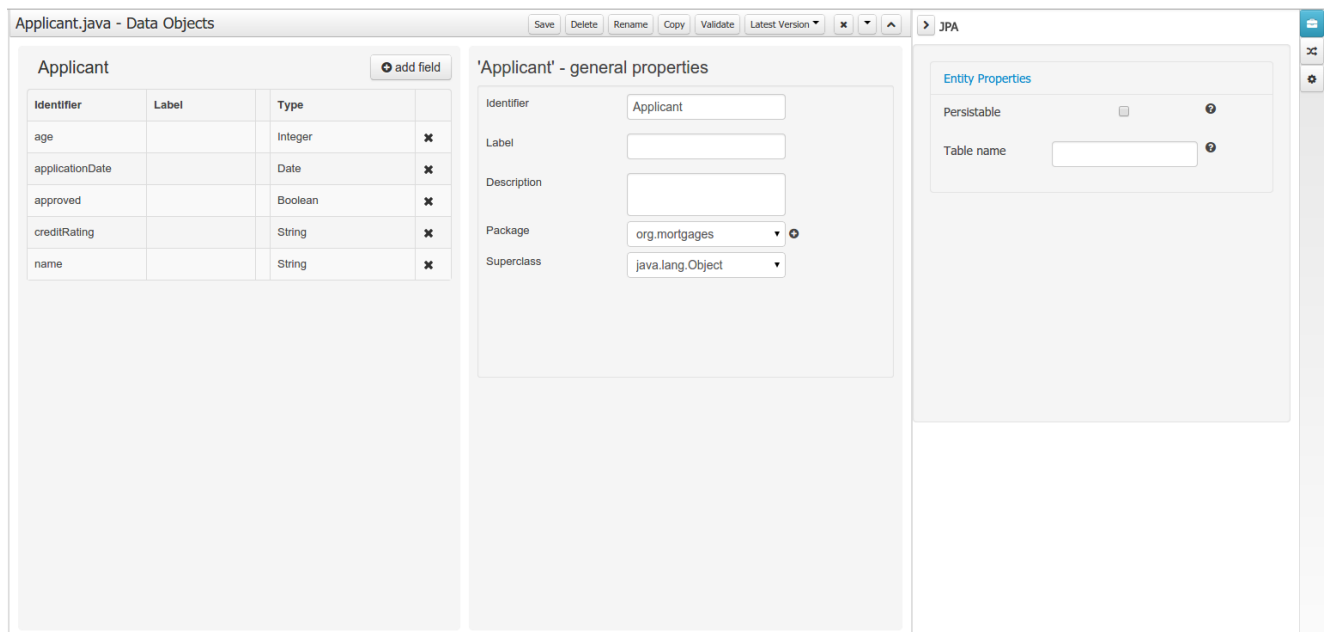 Applicant.java - Data Objects
Save Delete Rename Copy Validate Latest Version
JPA
Applicant
add field
Identifier Label Type
age Integer
applicationDate Date
approved Boolean
creditRating String
name String
'Applicant' - general properties
Identifier Applicant
Label
Description
Package org.mortgages
Superclass java.lang.Object
Entity Properties
Persistable
Table name